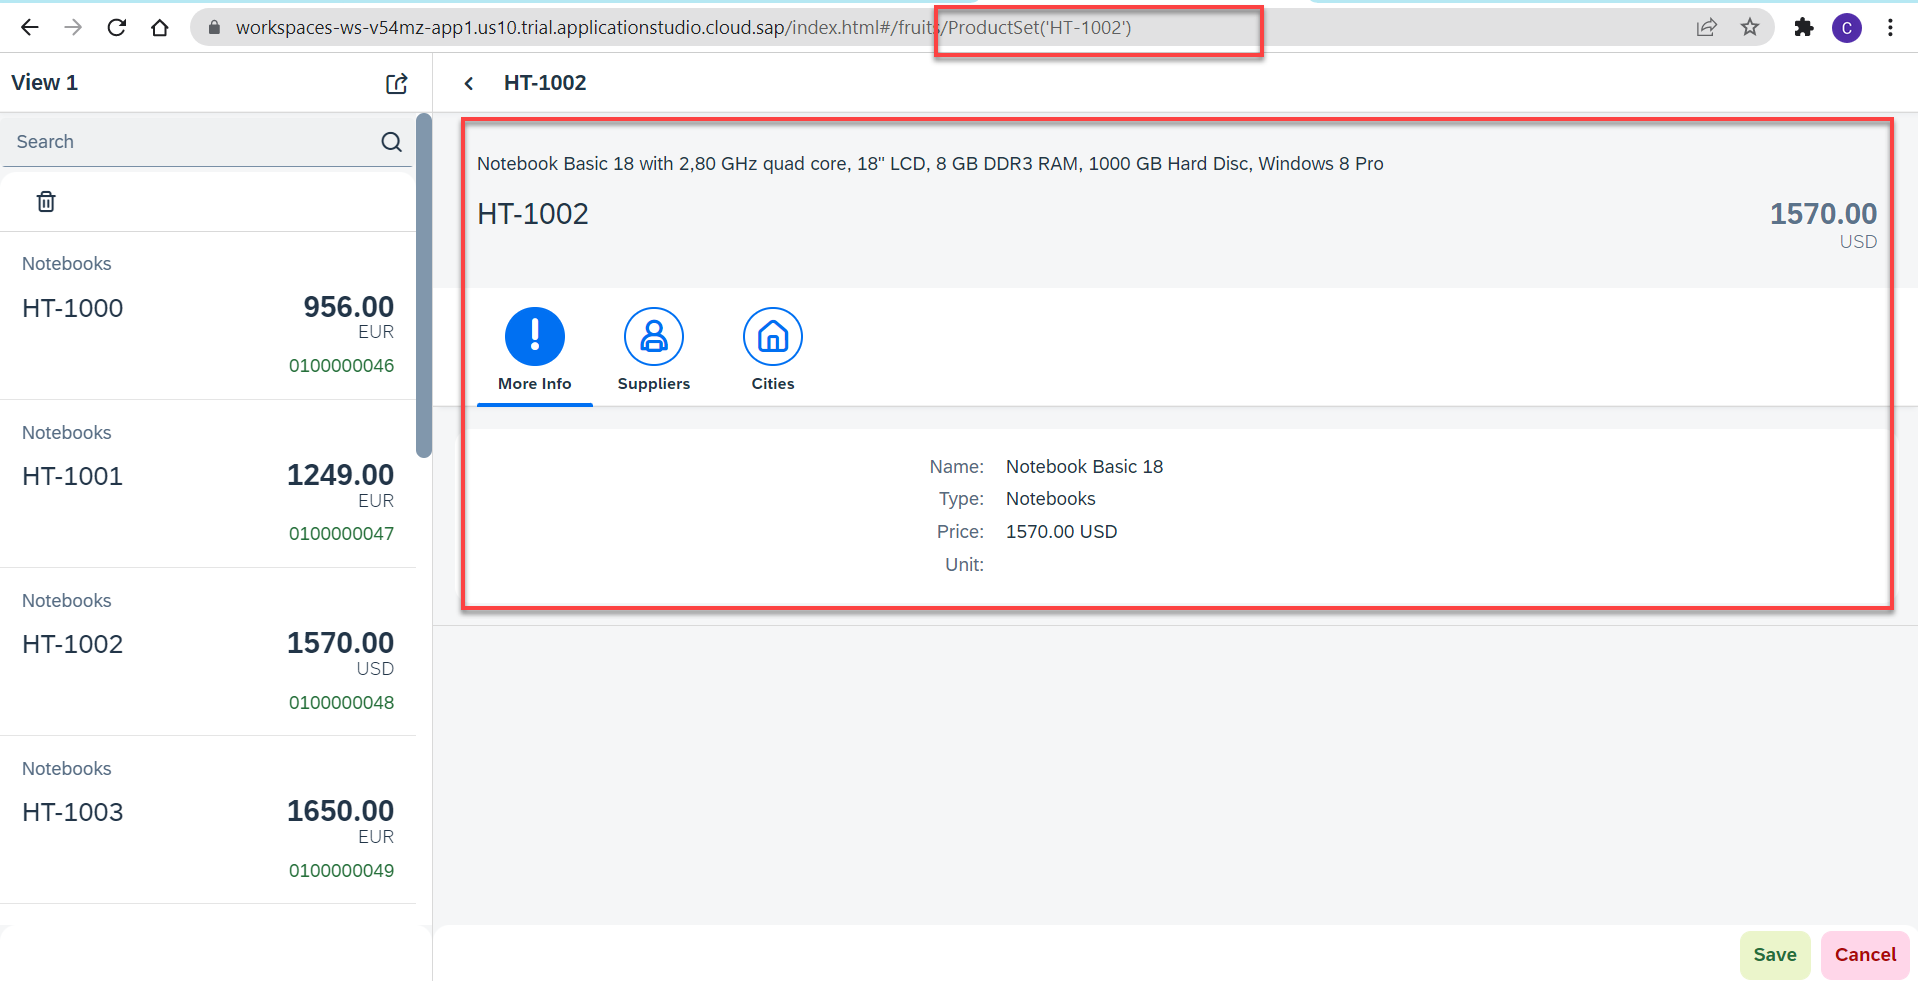 workspaces-ws-v54mz-app1.us10.trial.applicationstudio.cloud.sap/index.html#/fruits/ProductSet('HT-1002')
C
View 1
HT-1002
Search
Notebooks
HT-1000
956.00
EUR
0100000046
Notebooks
HT-1001
1249.00
EUR
0100000047
Notebooks
HT-1002
1570.00
USD
0100000048
Notebooks
HT-1003
1650.00
EUR
0100000049
Notebook Basic 18 with 2,80 GHz quad core, 18" LCD, 8 GB DDR3 RAM, 1000 GB Hard Disc, Windows 8 Pro
HT-1002
1570.00
USD
More Info
Suppliers
Cities
Name: Notebook Basic 18
Type: Notebooks
Price: 1570.00 USD
Unit:
Save
Cancel